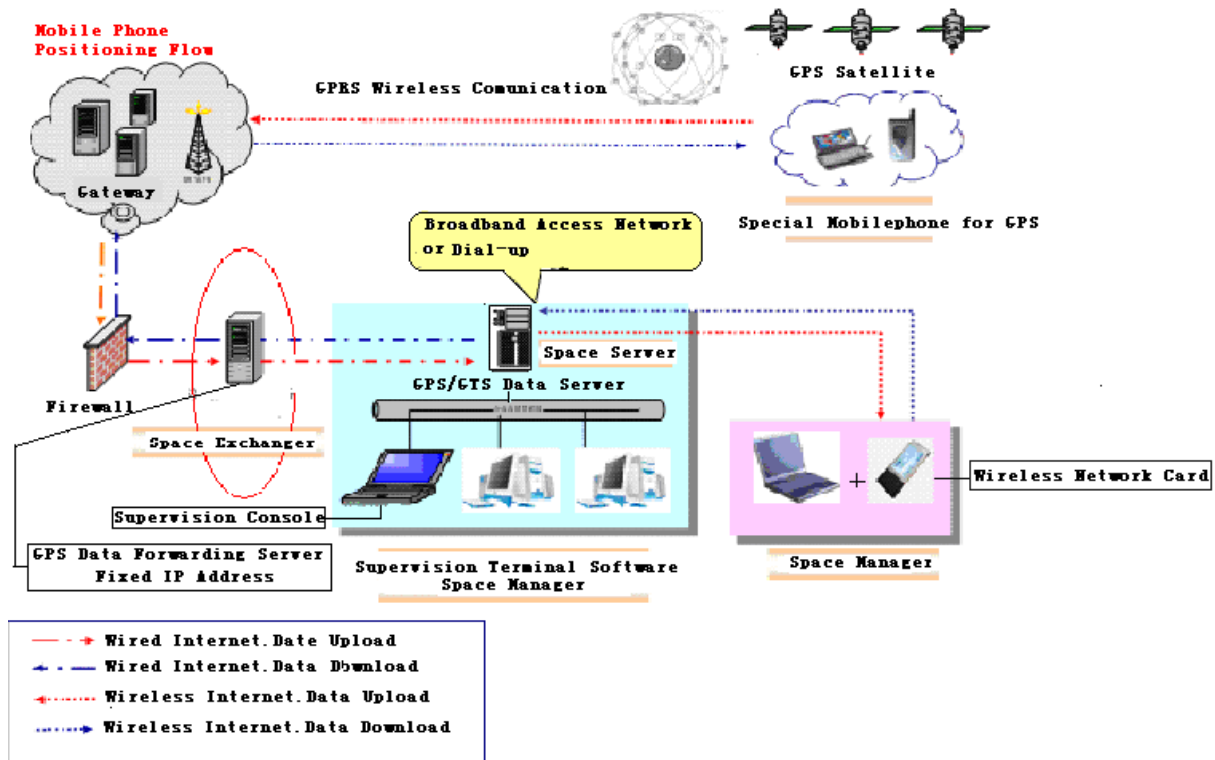 Mobile Phone
Positioning Flow
GPRS Wireless Comunication
GPS Satellite
Gateway
Special Mobilephone for GPS
Broadband Access Network
or Dial-up
Space Server
GPS/GTS Data Server
Firewall
Space Exchanger
Supervision Console
Wireless Network Card
GPS Data Forwarding Server
Fixed IP Address
Supervision Terminal Software
Space Manager
Space Manager
Wired Internet.Date Upload
Wired Internet.Data Download
Wireless Internet.Data Upload
Wireless Internet.Data Download